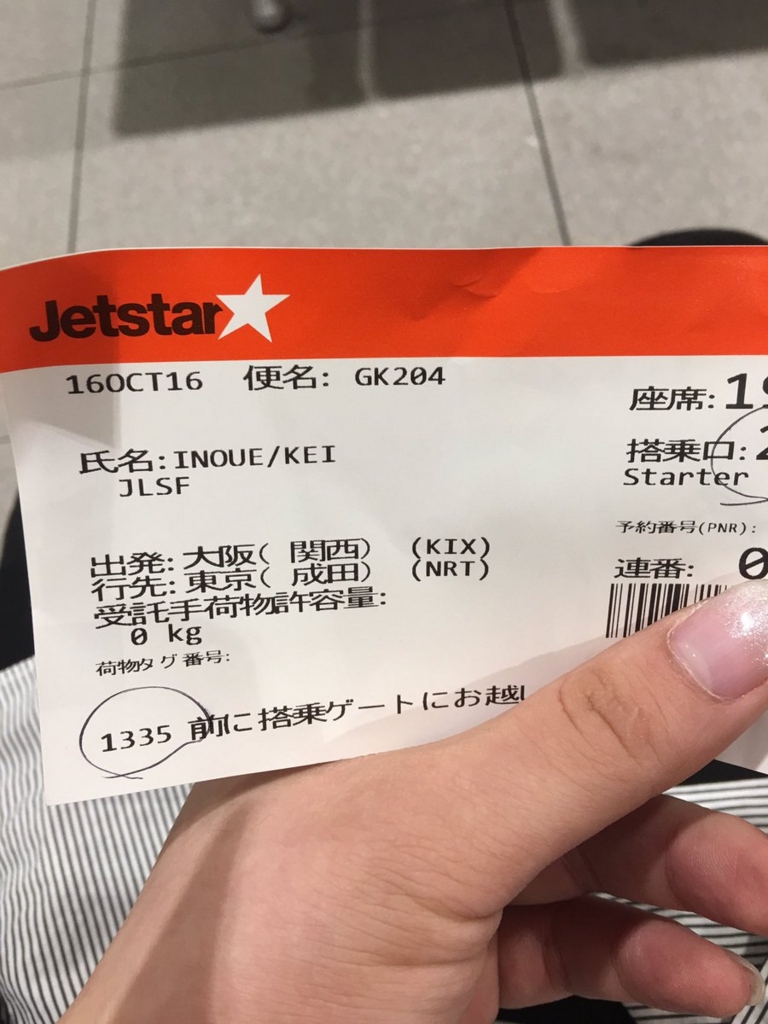 Jetstar
16OCT16 便名: GK204
座席:
氏名:INOUE/KEI
搭乗口:
JLSF
Starter
予約番号(PNR):
出発: 大阪( 関西) (KIX)
行先: 東京( 成田) (NRT)
連番: 0
受託手荷物許容量:
0 kg
荷物タグ番号:
1335 前に搭乗ゲートにお越し